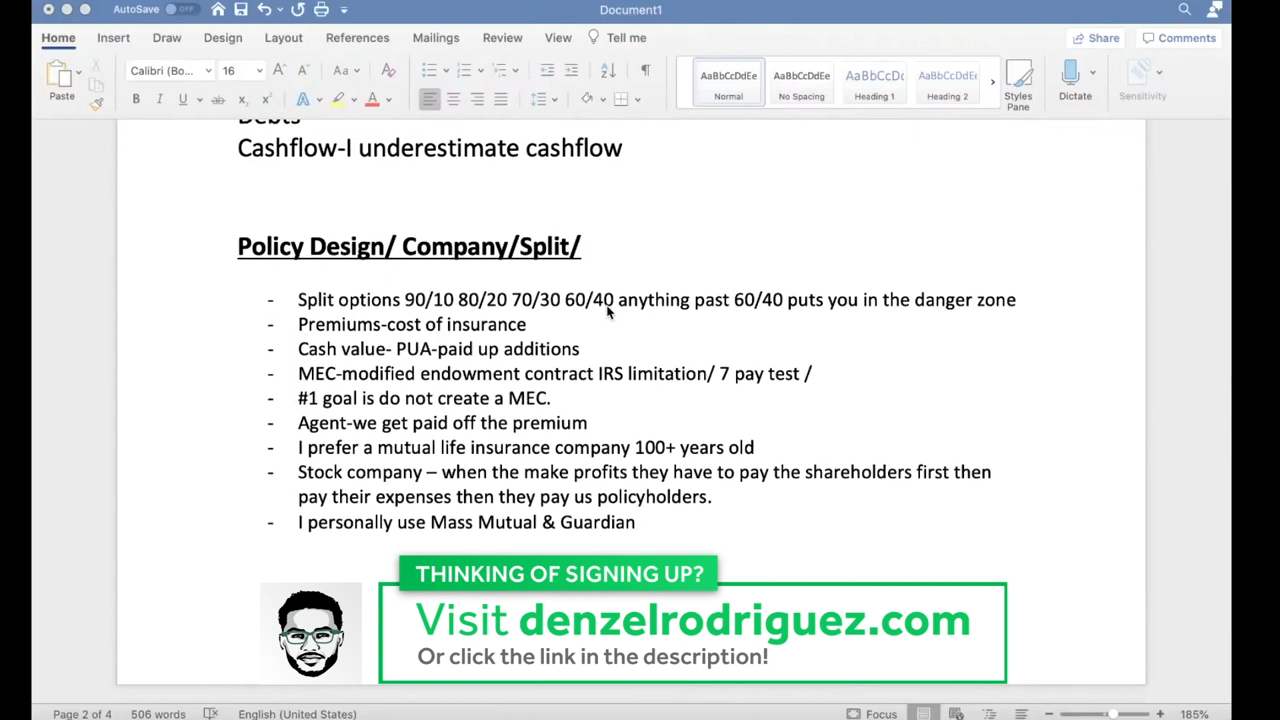 AutoSave OFF
Document1
Home Insert Draw Design Layout References Mailings Review View Tell me Share Comments
Paste
Calibri (Bo... 16
AaBbCcDdEe AaBbCcDdEe AaBbCcDc AaBbCcDdEe
Normal No Spacing Heading 1 Heading 2
Styles Pane
Dictate
Sensitivity
Debts
Cashflow-I underestimate cashflow
Policy Design/ Company/Split/
- Split options 90/10 80/20 70/30 60/40 anything past 60/40 puts you in the danger zone
- Premiums-cost of insurance
- Cash value- PUA-paid up additions
- MEC-modified endowment contract IRS limitation/ 7 pay test /
- #1 goal is do not create a MEC.
- Agent-we get paid off the premium
- I prefer a mutual life insurance company 100+ years old
- Stock company – when the make profits they have to pay the shareholders first then
pay their expenses then they pay us policyholders.
- I personally use Mass Mutual & Guardian
THINKING OF SIGNING UP?
Visit denzelrodriguez.com
Or click the link in the description!
Page 2 of 4 506 words English (United States) Focus 185%